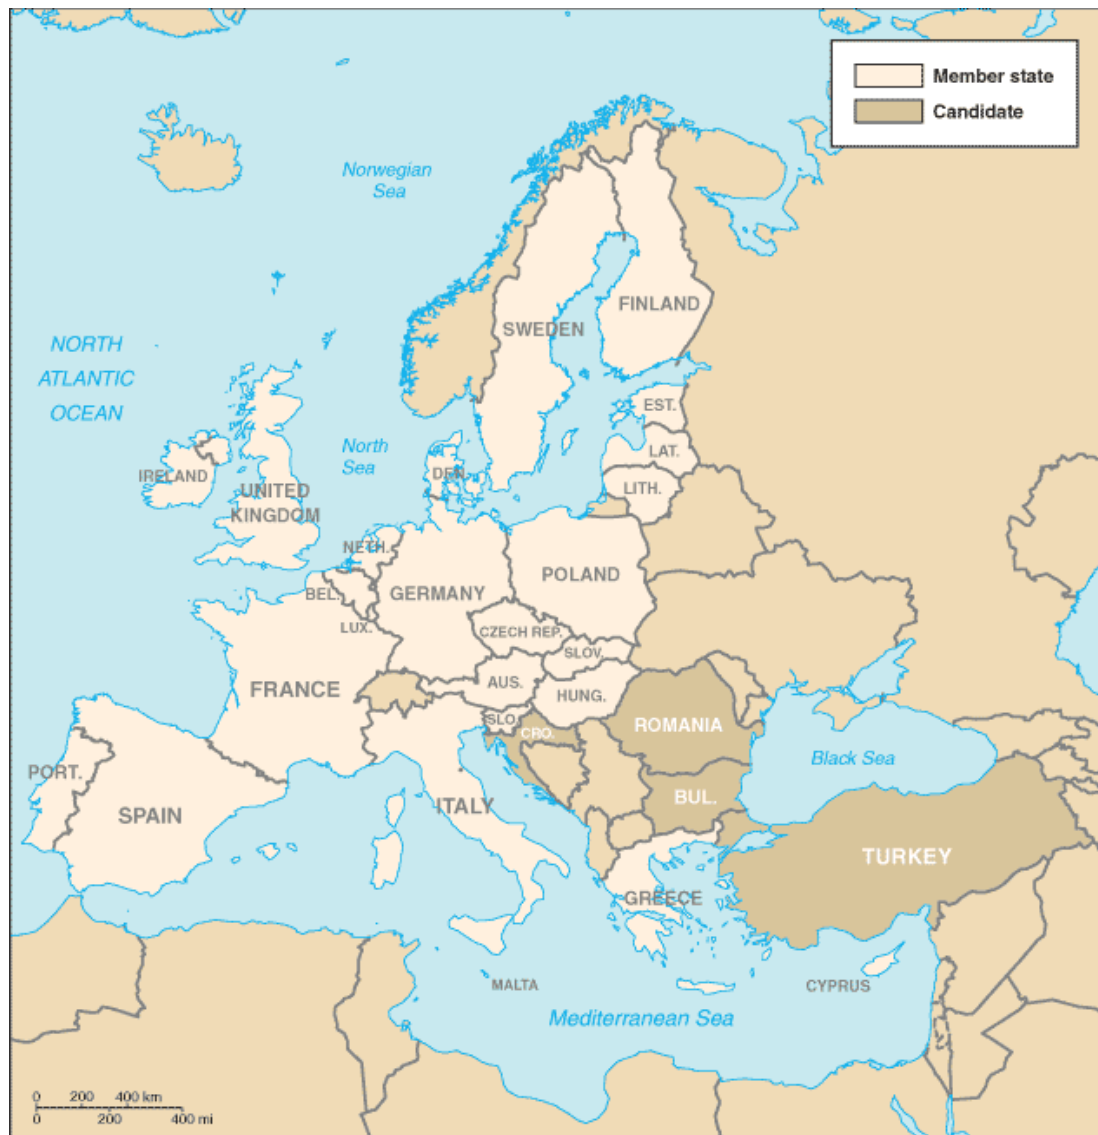 Member state
Candidate
Norwegian
Sea
FINLAND
SWEDEN
NORTH
ATLANTIC
OCEAN
EST.
North
Sea
LAT.
IRELAND
DEN.
UNITED
KINGDOM
LITH.
NETH.
POLAND
BEL.
GERMANY
LUX.
CZECH REP.
SLOV.
FRANCE
AUS.
HUNG.
SLO.
CRO.
ROMANIA
Black Sea
PORT.
SPAIN
ITALY
BUL.
TURKEY
GREECE
MALTA
CYPRUS
Mediterranean Sea
0 200 400 km
0 200 400 mi